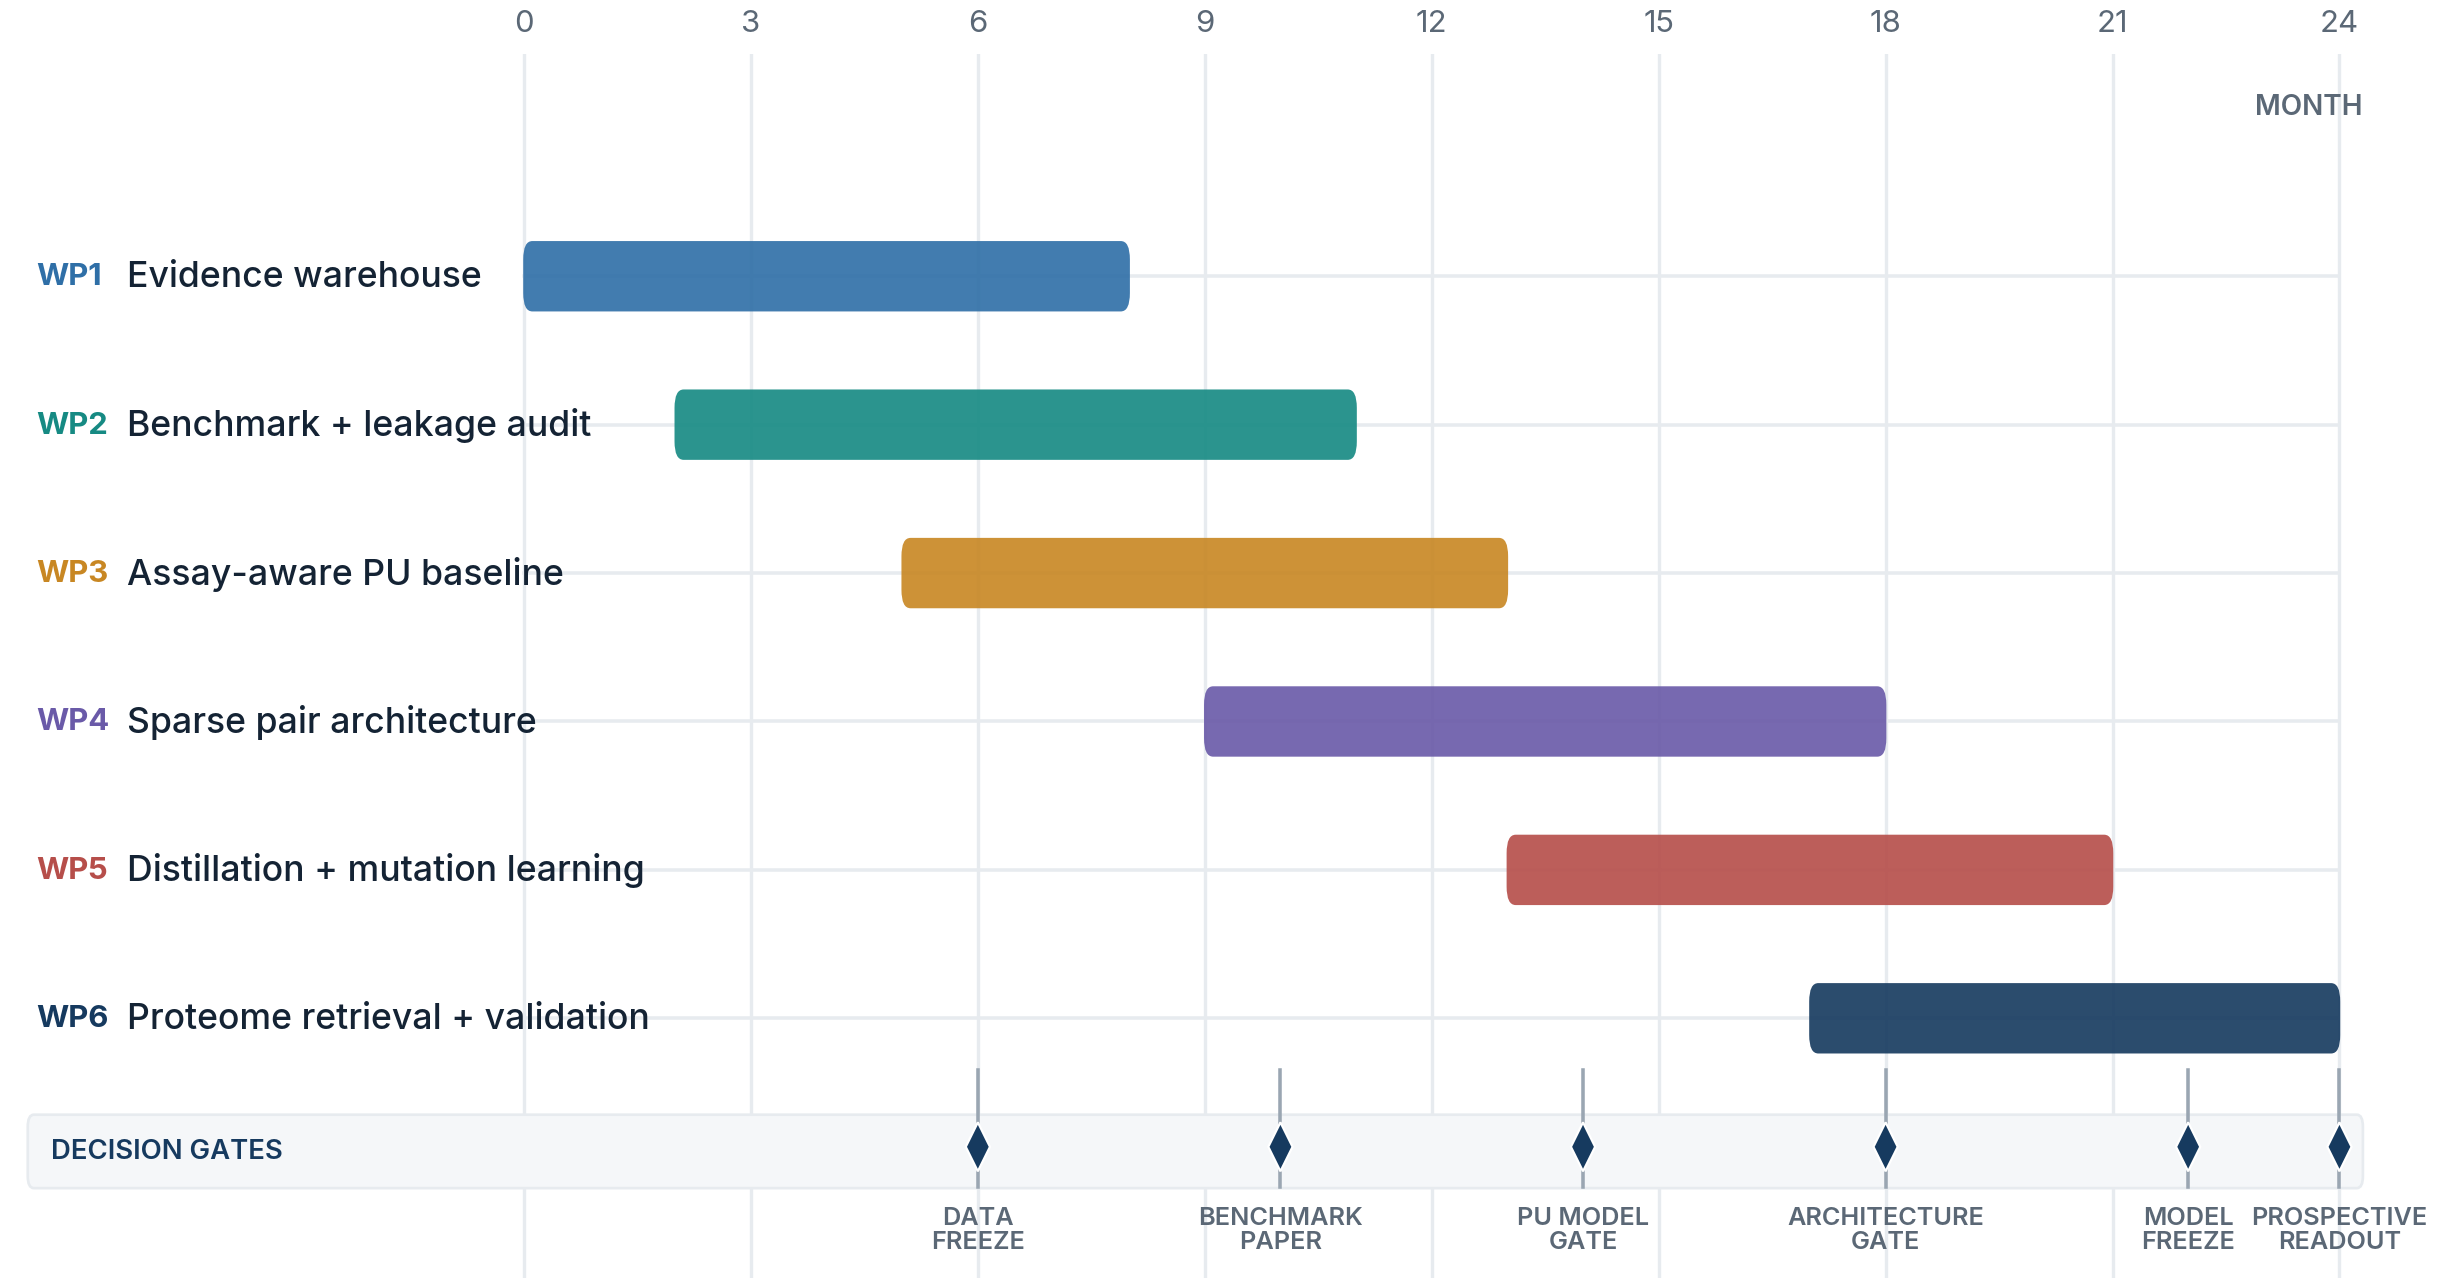 0 3 6 9 12 15 18 21 24
MONTH
WP1 Evidence warehouse
WP2 Benchmark + leakage audit
WP3 Assay-aware PU baseline
WP4 Sparse pair architecture
WP5 Distillation + mutation learning
WP6 Proteome retrieval + validation
DECISION GATES
DATA
FREEZE
BENCHMARK
PAPER
PU MODEL
GATE
ARCHITECTURE
GATE
MODEL
FREEZE
PROSPECTIVE
READOUT